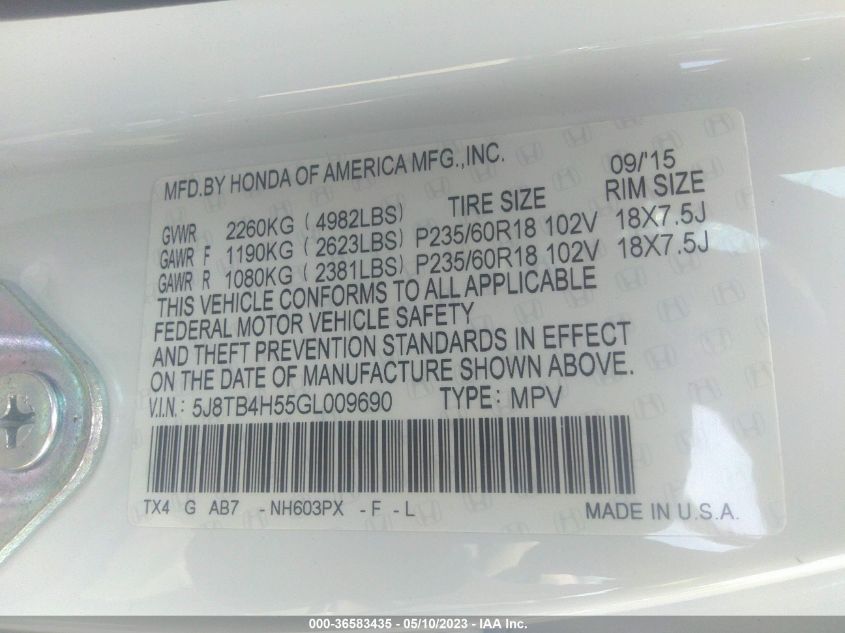 MFD.BY HONDA OF AMERICA MFG.,INC. 09/'15
TIRE SIZE RIM SIZE
GVWR 2260KG (4982LBS)
GAWR F 1190KG (2623LBS) P235/60R18 102V 18X7.5J
GAWR R 1080KG (2381LBS) P235/60R18 102V 18X7.5J
THIS VEHICLE CONFORMS TO ALL APPLICABLE
FEDERAL MOTOR VEHICLE SAFETY
AND THEFT PREVENTION STANDARDS IN EFFECT
ON THE DATE OF MANUFACTURE SHOWN ABOVE.
V.I.N.: 5J8TB4H55GL009690 TYPE: MPV
TX4 G AB7 -NH603PX -F -L MADE IN U.S.A.
000-36583435 - 05/10/2023 - IAA Inc.